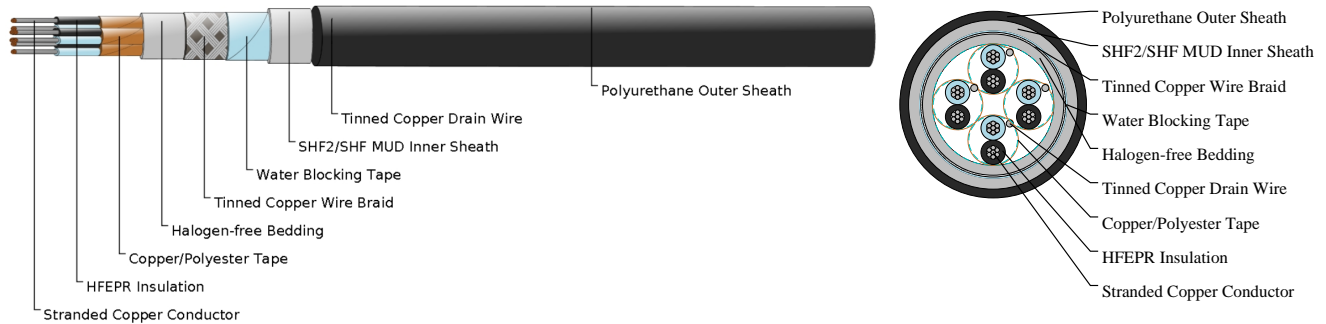 Polyurethane Outer Sheath
Tinned Copper Drain Wire
SHF2/SHF MUD Inner Sheath
Water Blocking Tape
Tinned Copper Wire Braid
Halogen-free Bedding
Copper/Polyester Tape
HFEPR Insulation
Stranded Copper Conductor
Polyurethane Outer Sheath
SHF2/SHF MUD Inner Sheath
Tinned Copper Wire Braid
Water Blocking Tape
Halogen-free Bedding
Tinned Copper Drain Wire
Copper/Polyester Tape
HFEPR Insulation
Stranded Copper Conductor